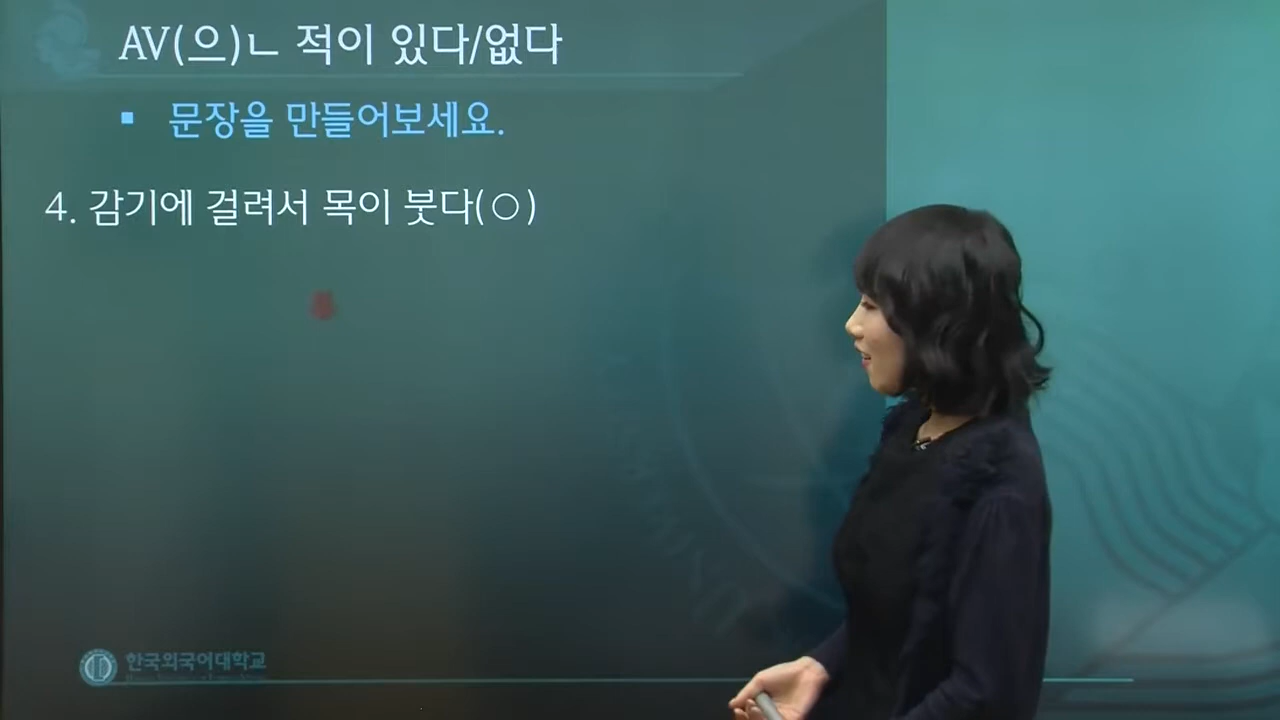 AV(으)ㄴ 적이 있다/없다
▪ 문장을 만들어보세요.
4. 감기에 걸려서 목이 붓다(○)
한국외국어대학교